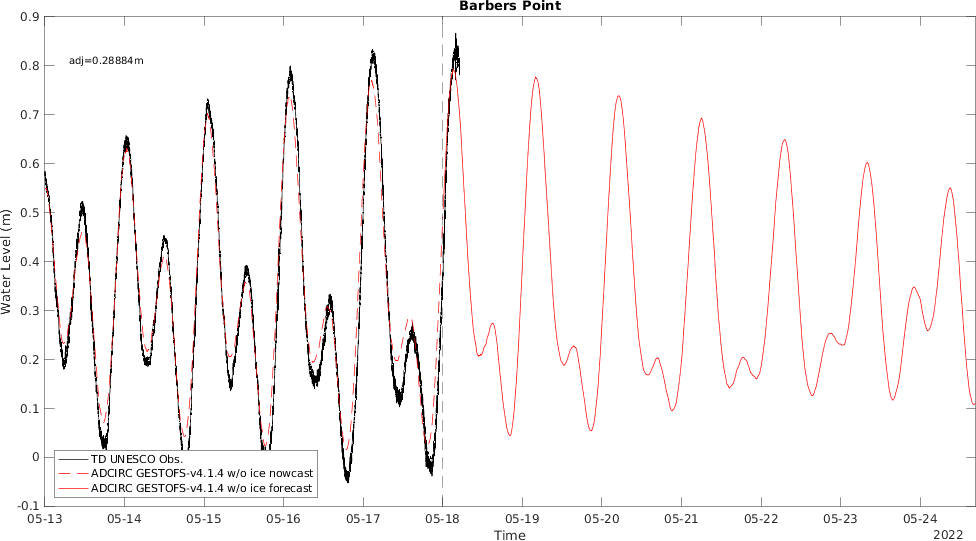 Barbers Point
0.9
0.8
0.7
0.6
0.5
0.4
0.3
0.2
0.1
0
-0.1
Water Level (m)
adj=0.28884m
TD UNESCO Obs.
ADCIRC GESTOFS-v4.1.4 w/o ice nowcast
ADCIRC GESTOFS-v4.1.4 w/o ice forecast
05-13 05-14 05-15 05-16 05-17 05-18 05-19 05-20 05-21 05-22 05-23 05-24
Time
2022